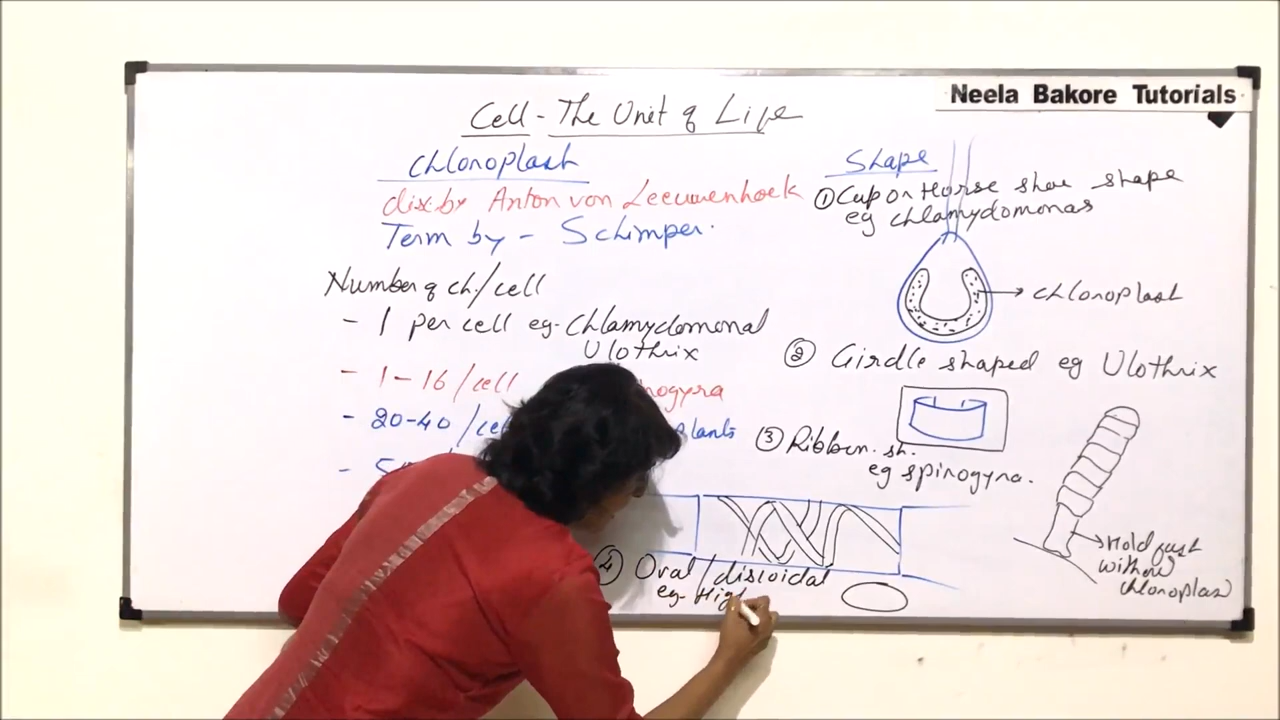 Neela Bakore Tutorials
Cell - The Unit of Life
Chloroplast
disc. by Anton von Leeuwenhoek
Term by - Schimper.
Number of ch./cell
- 1 per cell eg. Chlamydomonas
Ulothrix
- 1-16/cell
- 20-40/cel plants
Shape
① Cup or Horse shoe shape
eg chlamydomonas
chloroplast
② Girdle shaped eg Ulothrix
③ Ribbon. sh.
eg spirogyra.
Hold fast
without
chloroplast
④ Oval/discoidal
eg. Hig